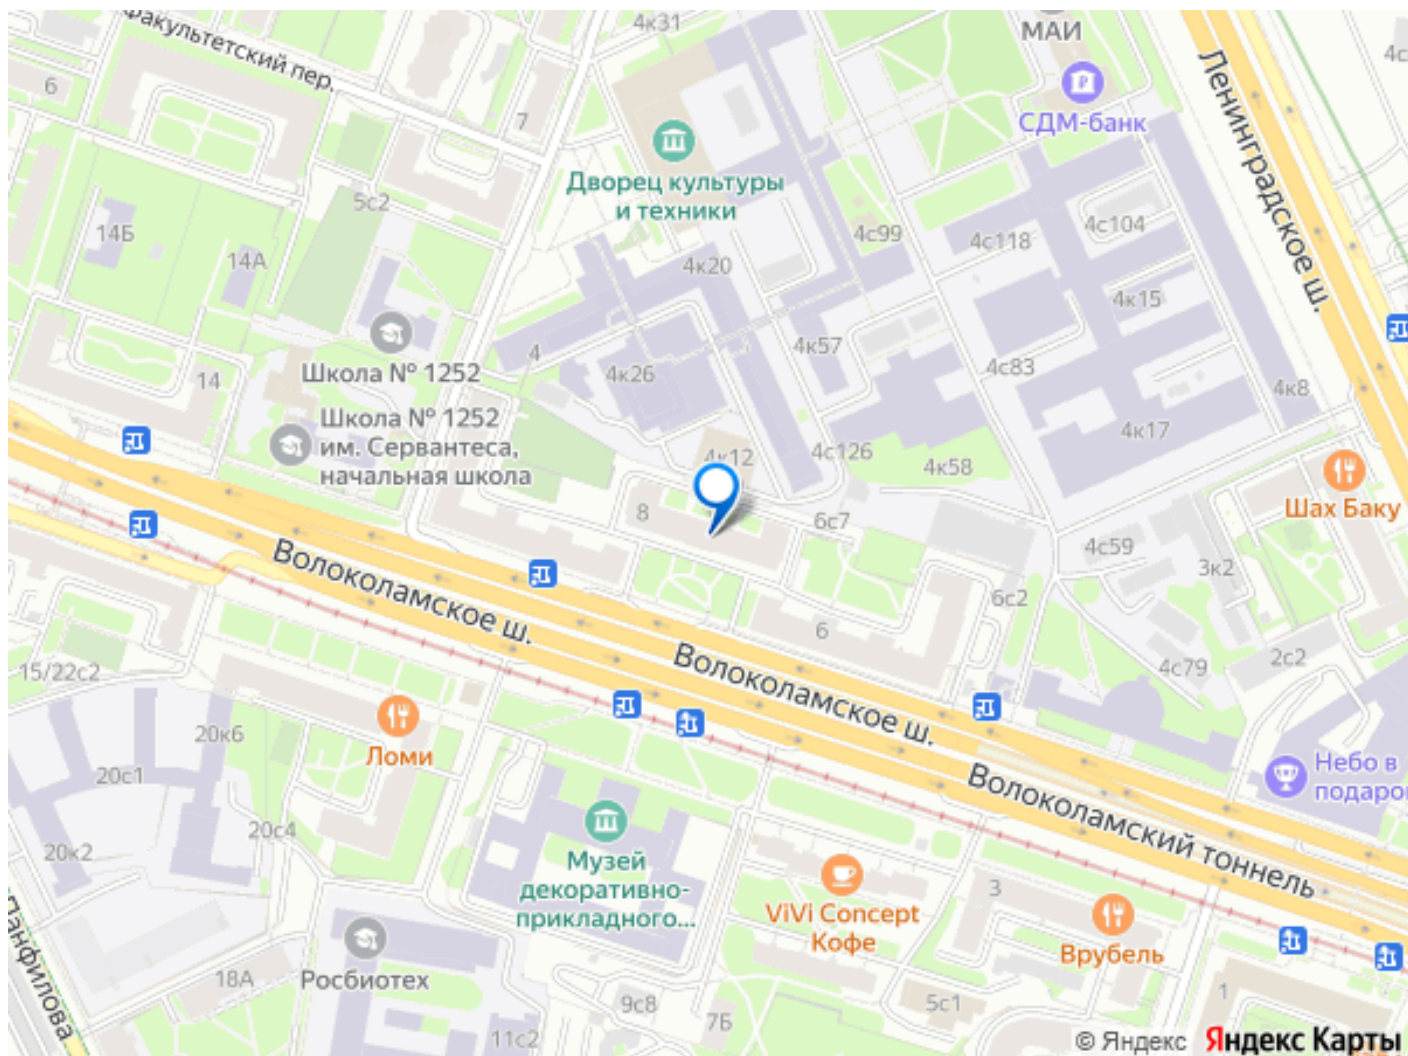 Факультетский пер.
4к31
МАИ
6
7
СДМ-банк
Ленинградское ш.
Дворец культуры
и техники
5с2
14Б
14А
4с99
4с118
4с104
4к20
4к15
Школа № 1252
4
4к26
4к57
4с83
4к8
14
Школа № 1252
им. Сервантеса,
начальная школа
4к12
4с126
4к58
4к17
Шах Баку
8
6с7
4с59
3к2
Волоколамское ш.
6с2
6
2с2
4с79
15/22с2
Волоколамское ш.
20к6
Ломи
20с1
Небо в
Волоколамский тоннель
20с4
20к2
Музей
декоративно-
прикладного...
ViVi Concept
Кофе
3
Врубель
Росбиотех
18А
9с8
7Б
5с1
1
11с2
© Яндекс Яндекс Карты